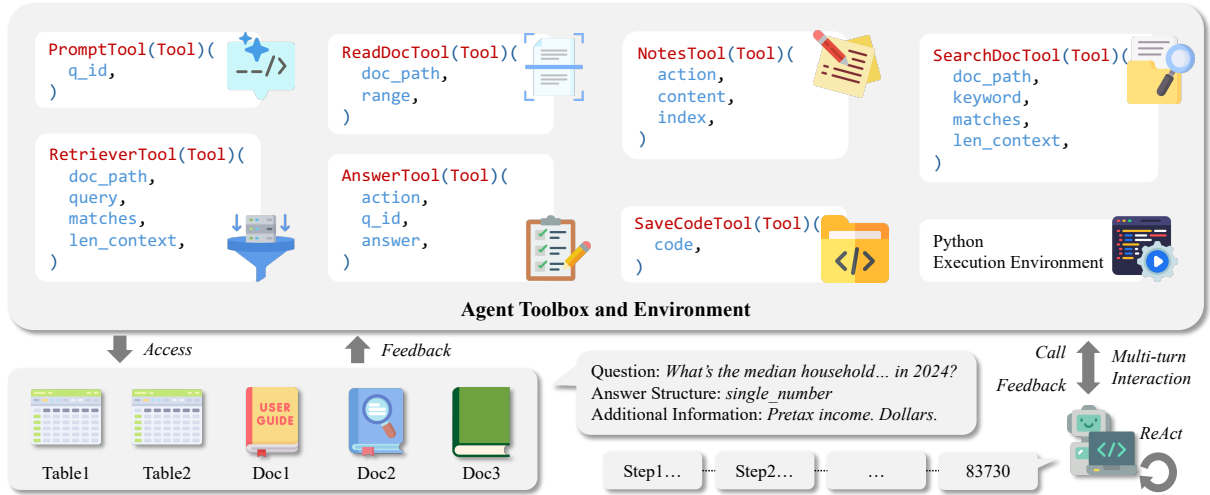 PromptTool(Tool)(
q_id,
)
ReadDocTool(Tool)(
doc_path,
range,
)
NotesTool(Tool)(
action,
content,
index,
)
SearchDocTool(Tool)(
doc_path,
keyword,
matches,
len_context,
)
RetrieverTool(Tool)(
doc_path,
query,
matches,
len_context,
)
AnswerTool(Tool)(
action,
q_id,
answer,
)
SaveCodeTool(Tool)(
code,
)
</>
Python
Execution Environment
Agent Toolbox and Environment
Access
Feedback
Call
Feedback
Multi-turn
Interaction
Question: What's the median household… in 2024?
Answer Structure: single_number
Additional Information: Pretax income. Dollars.
USER
GUIDE
Table1
Table2
Doc1
Doc2
Doc3
Step1…
Step2…
…
83730
</>
ReAct